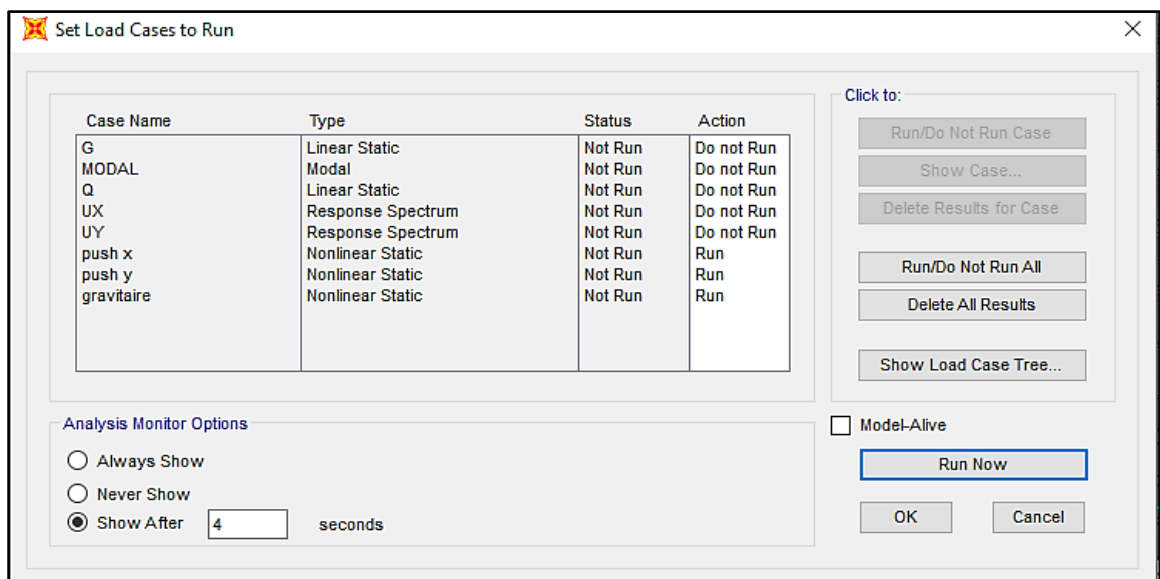 Set Load Cases to Run
Click to:
Case Name Type Status Action
G Linear Static Not Run Do not Run
MODAL Modal Not Run Do not Run
Q Linear Static Not Run Do not Run
UX Response Spectrum Not Run Do not Run
UY Response Spectrum Not Run Do not Run
push x Nonlinear Static Not Run Run
push y Nonlinear Static Not Run Run
gravitaire Nonlinear Static Not Run Run
Run/Do Not Run Case
Show Case...
Delete Results for Case
Run/Do Not Run All
Delete All Results
Show Load Case Tree...
Analysis Monitor Options
Always Show
Never Show
Show After 4 seconds
Model-Alive
Run Now
OK Cancel